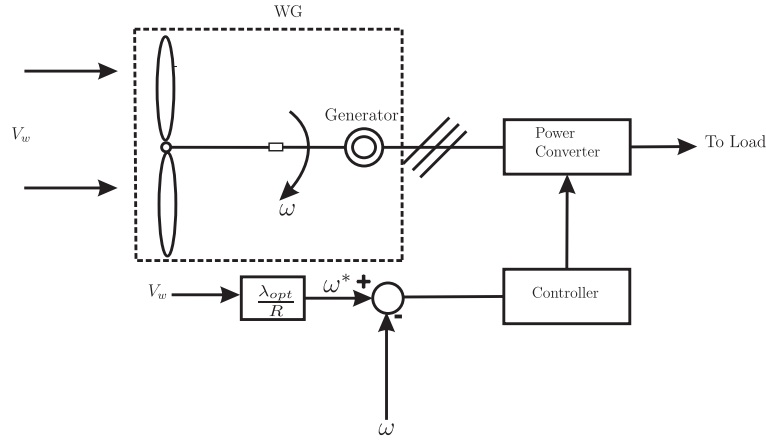 WG
V_w
Generator
ω
Power
Converter
To Load
V_w
λ_opt
R
ω* +
-
Controller
ω